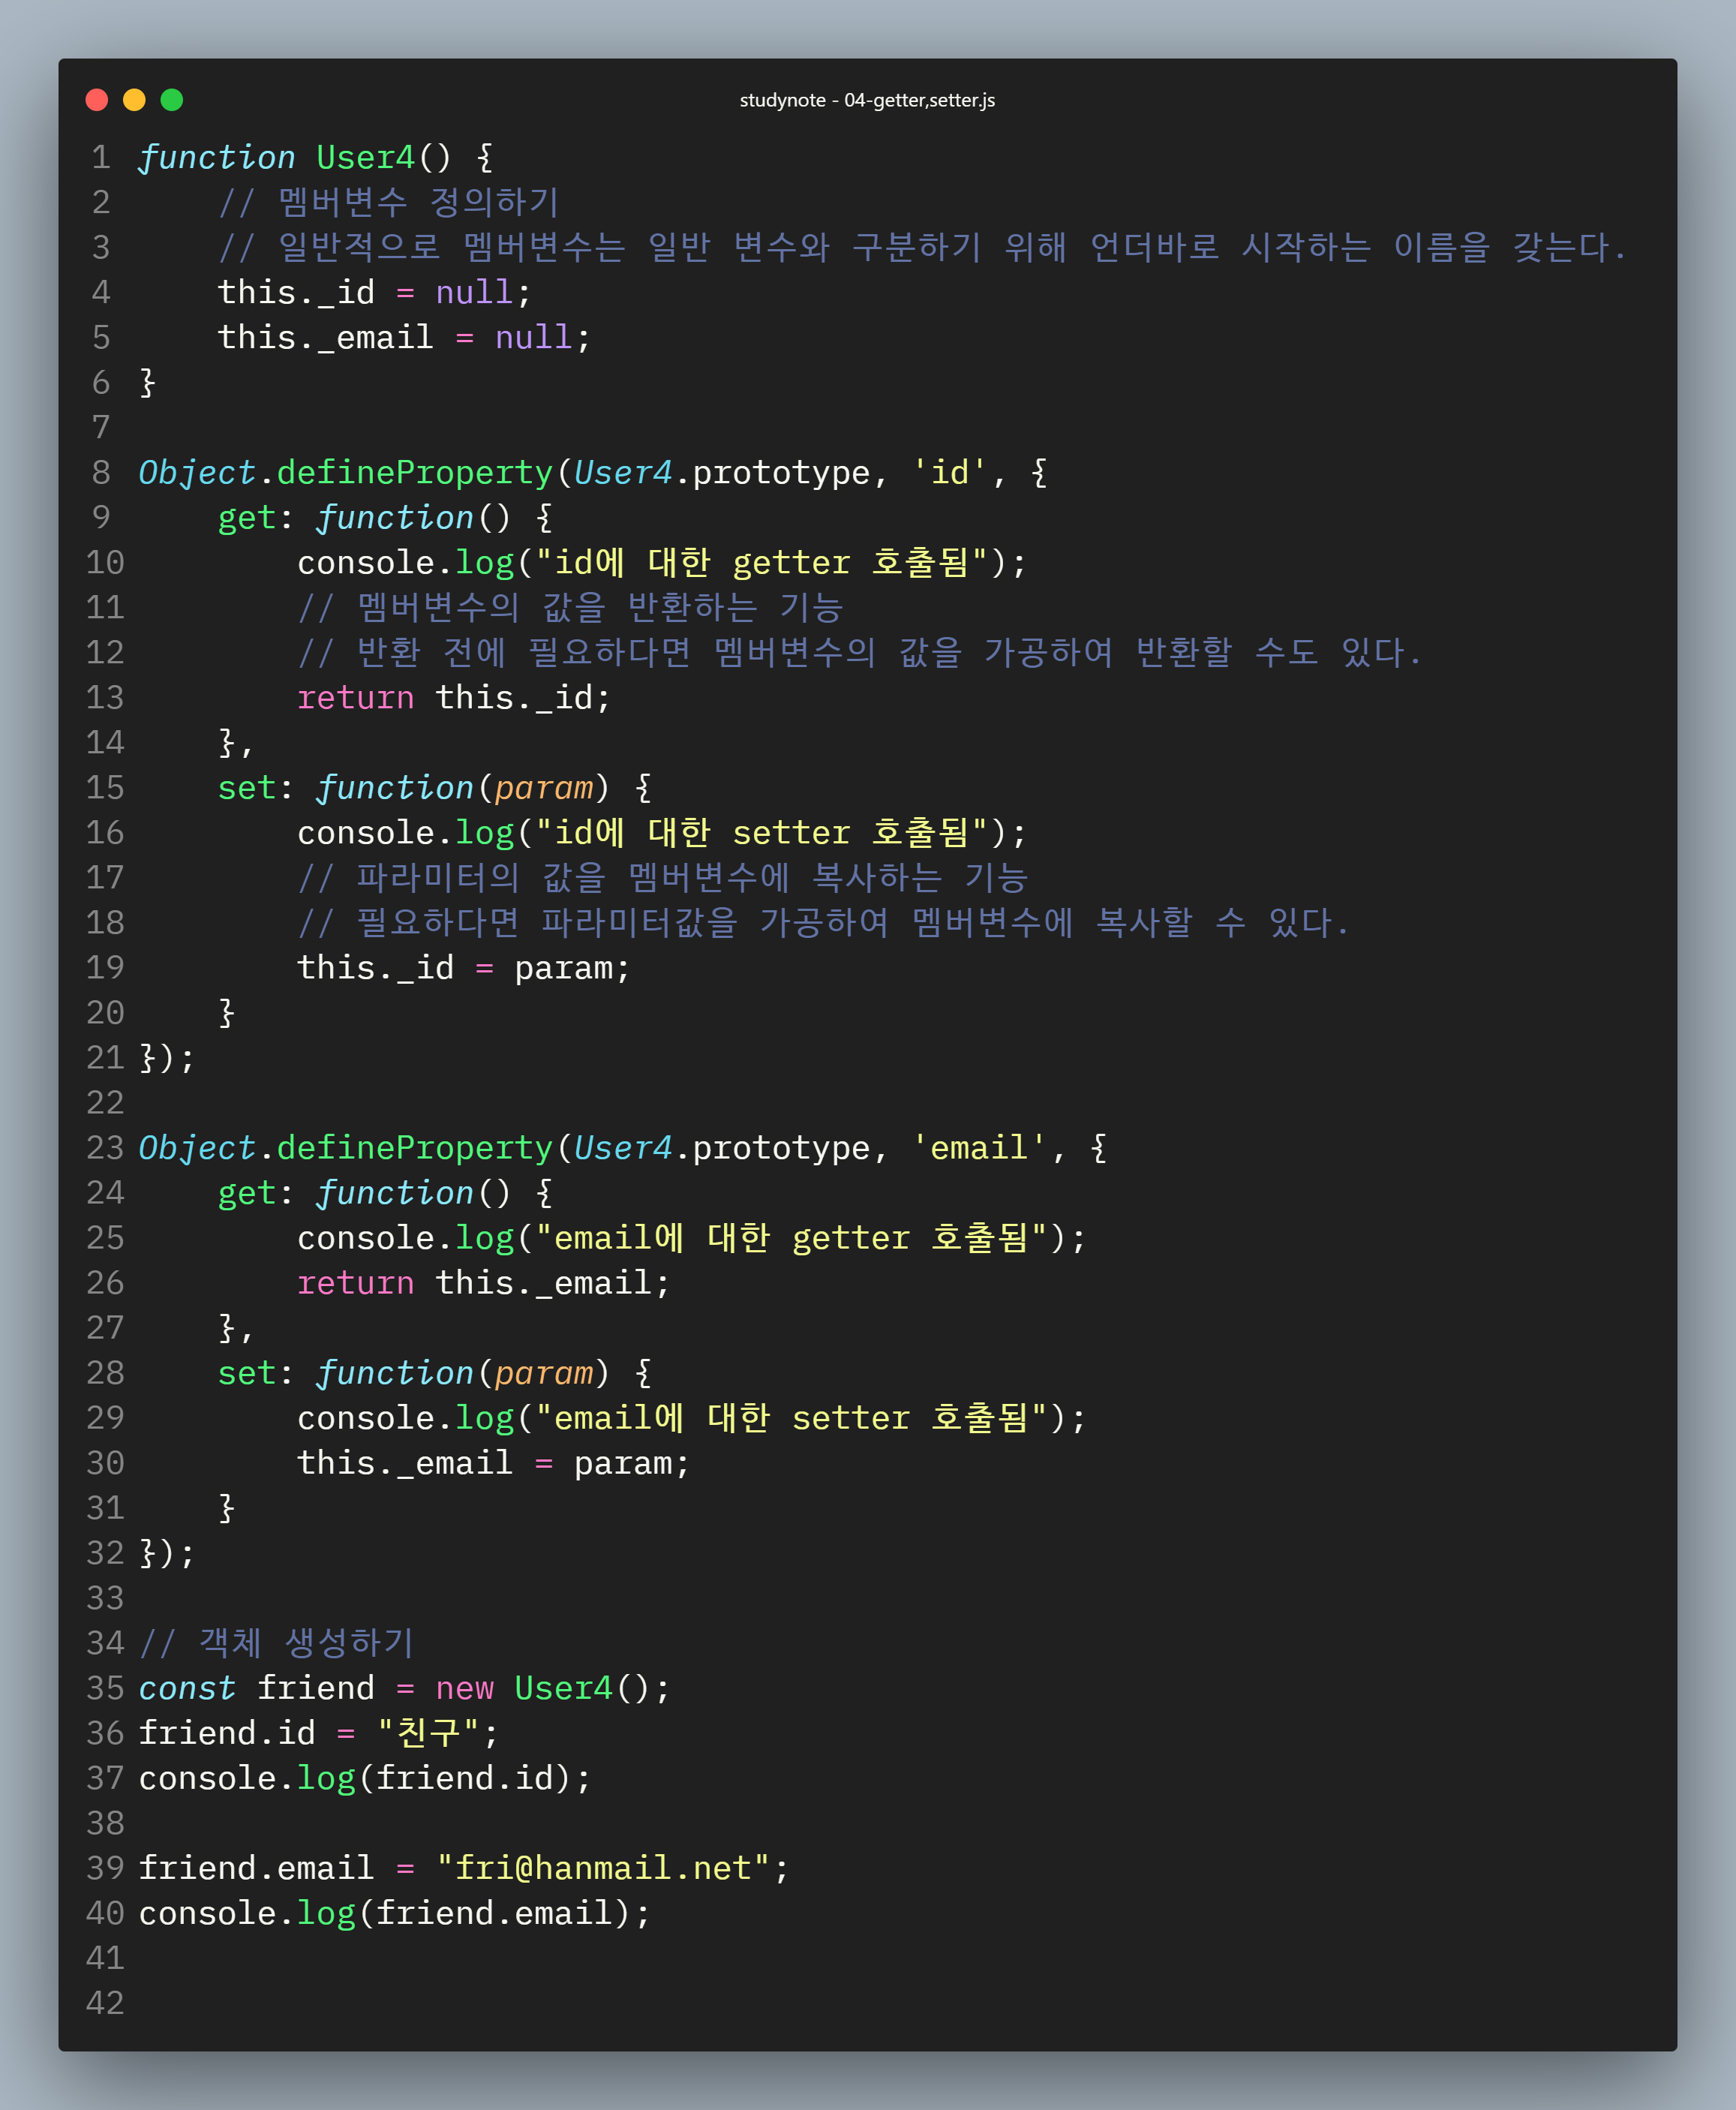 studynote - 04-getter,setter.js
1 function User4() {
2     // 멤버변수 정의하기
3     // 일반적으로 멤버변수는 일반 변수와 구분하기 위해 언더바로 시작하는 이름을 갖는다.
4     this._id = null;
5     this._email = null;
6 }
7
8 Object.defineProperty(User4.prototype, 'id', {
9     get: function() {
10         console.log("id에 대한 getter 호출됨");
11         // 멤버변수의 값을 반환하는 기능
12         // 반환 전에 필요하다면 멤버변수의 값을 가공하여 반환할 수도 있다.
13         return this._id;
14     },
15     set: function(param) {
16         console.log("id에 대한 setter 호출됨");
17         // 파라미터의 값을 멤버변수에 복사하는 기능
18         // 필요하다면 파라미터값을 가공하여 멤버변수에 복사할 수 있다.
19         this._id = param;
20     }
21 });
22
23 Object.defineProperty(User4.prototype, 'email', {
24     get: function() {
25         console.log("email에 대한 getter 호출됨");
26         return this._email;
27     },
28     set: function(param) {
29         console.log("email에 대한 setter 호출됨");
30         this._email = param;
31     }
32 });
33
34 // 객체 생성하기
35 const friend = new User4();
36 friend.id = "친구";
37 console.log(friend.id);
38
39 friend.email = "fri@hanmail.net";
40 console.log(friend.email);
41
42